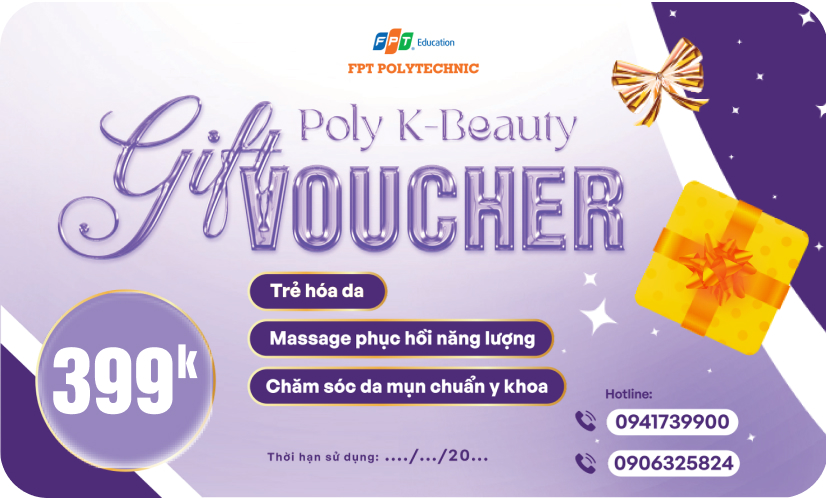 FPT Education
FPT POLYTECHNIC
Poly K-Beauty
Gift VOUCHER
Trẻ hóa da
Massage phục hồi năng lượng
Chăm sóc da mụn chuẩn y khoa
399k
Hotline:
0941739900
0906325824
Thời hạn sử dụng: ..../.../20...